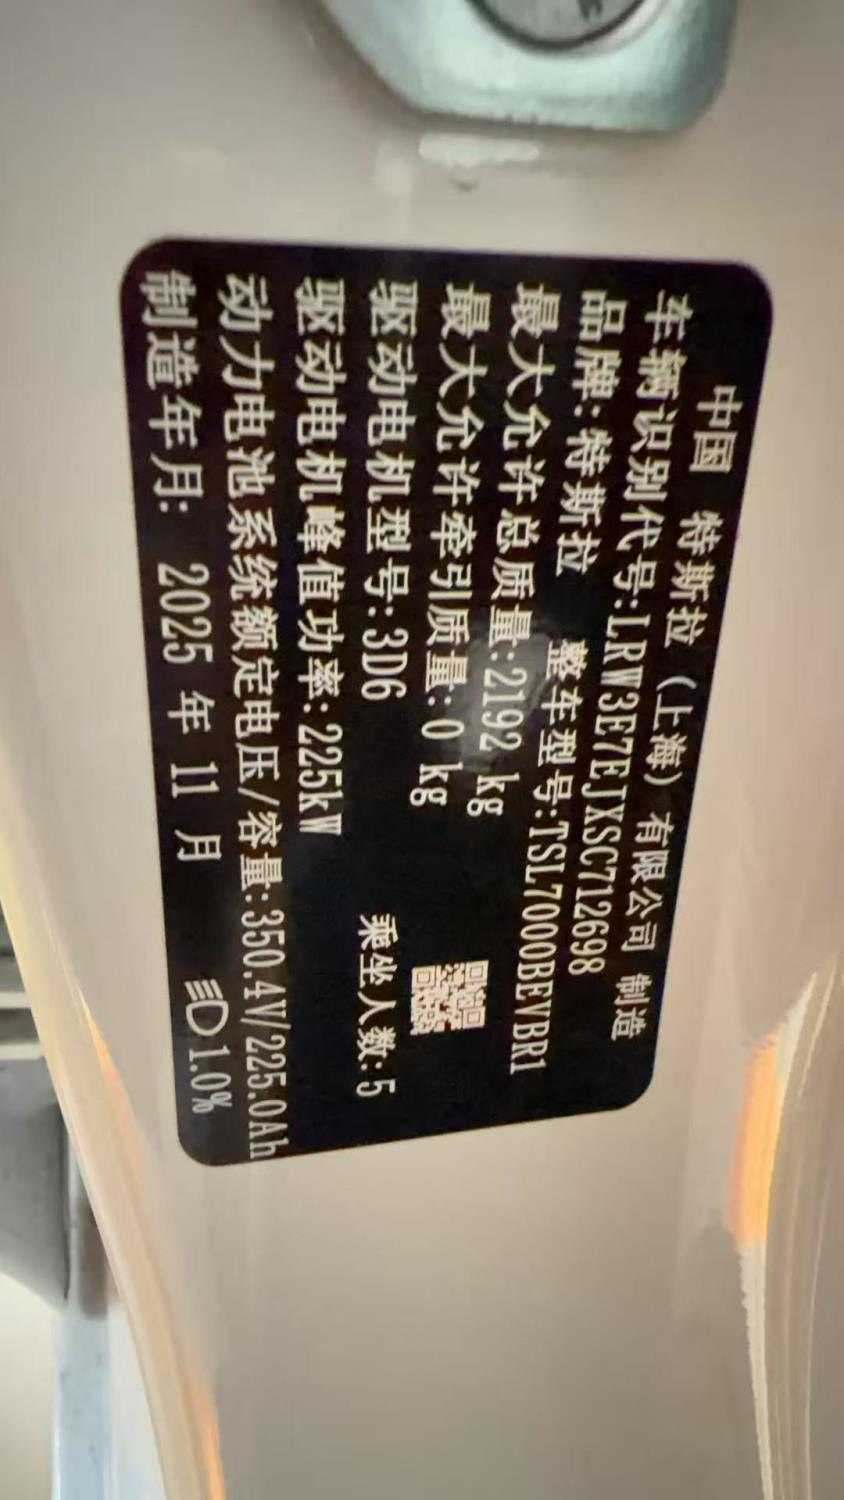 中国 特斯拉（上海）有限公司 制造
车辆识别代号:LRW3E7EJXSC712698
品牌:特斯拉 整车型号:TSL7000BEVBR1
最大允许总质量:2192 kg
最大允许牵引质量: 0 kg
驱动电机型号:3D6 乘坐人数:5
驱动电机峰值功率: 225kW
动力电池系统额定电压/容量:350.4V/225.0Ah
制造年月: 2025 年 11 月 1.0%